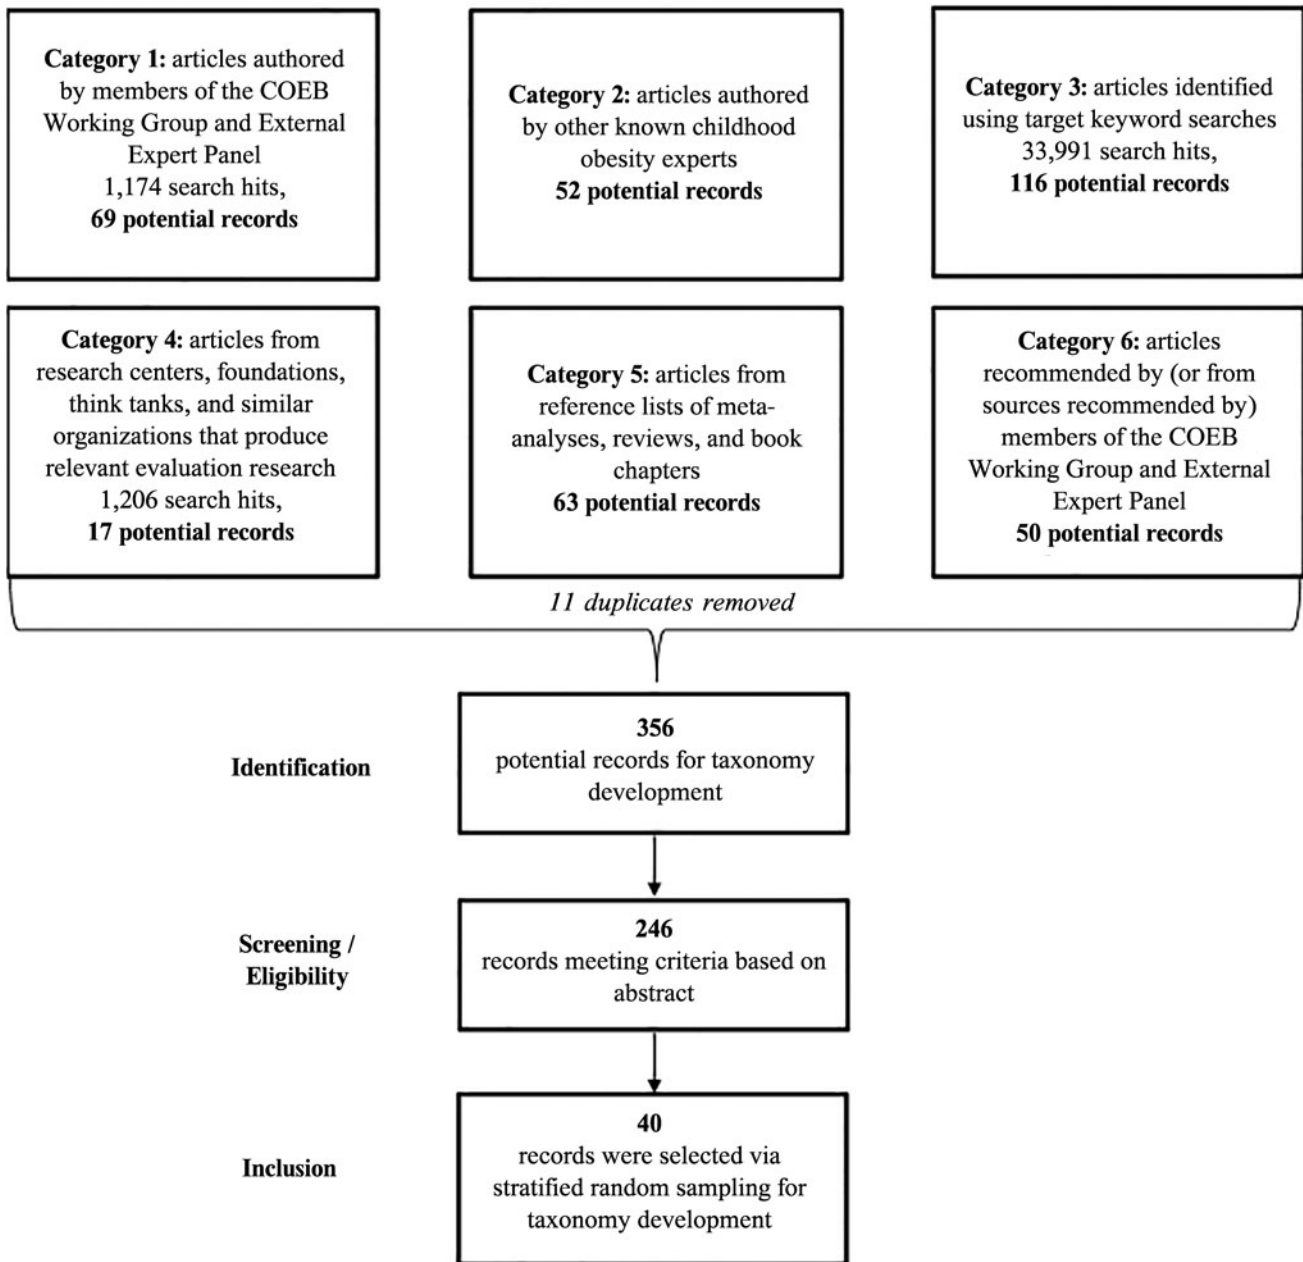 Category 1: articles authored
by members of the COEB
Working Group and External
Expert Panel
1,174 search hits,
69 potential records
Category 2: articles authored
by other known childhood
obesity experts
52 potential records
Category 3: articles identified
using target keyword searches
33,991 search hits,
116 potential records
Category 4: articles from
research centers, foundations,
think tanks, and similar
organizations that produce
relevant evaluation research
1,206 search hits,
17 potential records
Category 5: articles from
reference lists of meta-
analyses, reviews, and book
chapters
63 potential records
Category 6: articles
recommended by (or from
sources recommended by)
members of the COEB
Working Group and External
Expert Panel
50 potential records
11 duplicates removed
Identification
356
potential records for taxonomy
development
Screening /
Eligibility
246
records meeting criteria based on
abstract
Inclusion
40
records were selected via
stratified random sampling for
taxonomy development